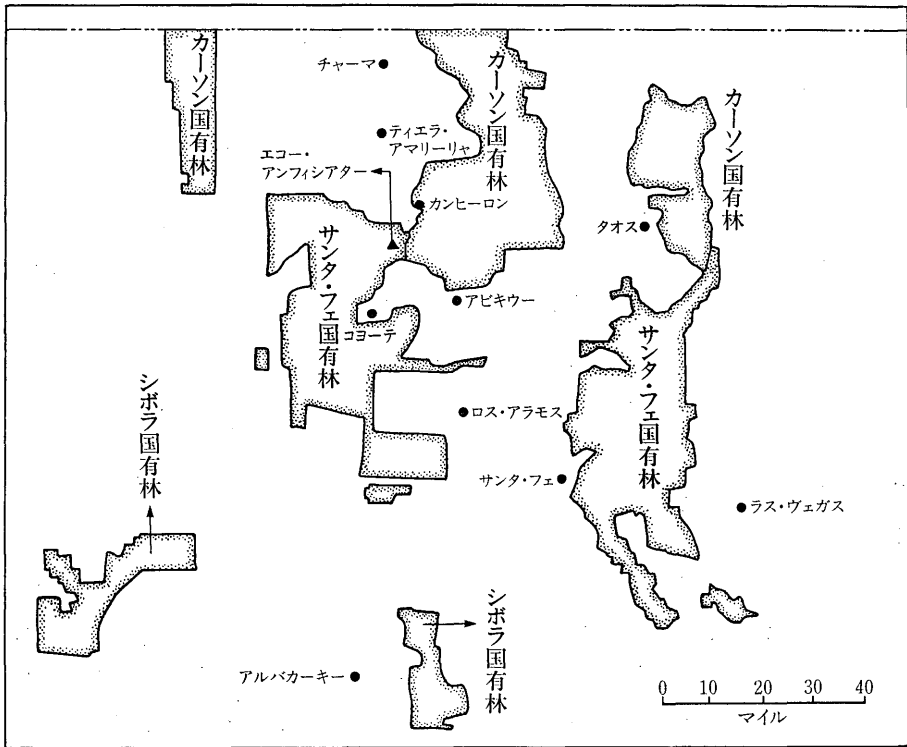 カーソン国有林
チャーマ
カーソン国有林
カーソン国有林
ティエラ・
アマリーリャ
エコー・
アンフィシアター
カンヒーロン
タオス
サンタ・フェ国有林
アビキウー
コヨーテ
サンタ・フェ国有林
シボラ国有林
ロス・アラモス
サンタ・フェ
ラス・ヴェガス
シボラ国有林
アルバカーキー
0 10 20 30 40
マイル